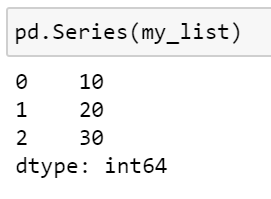 pd.Series(my_list)
0    10
1    20
2    30
dtype: int64